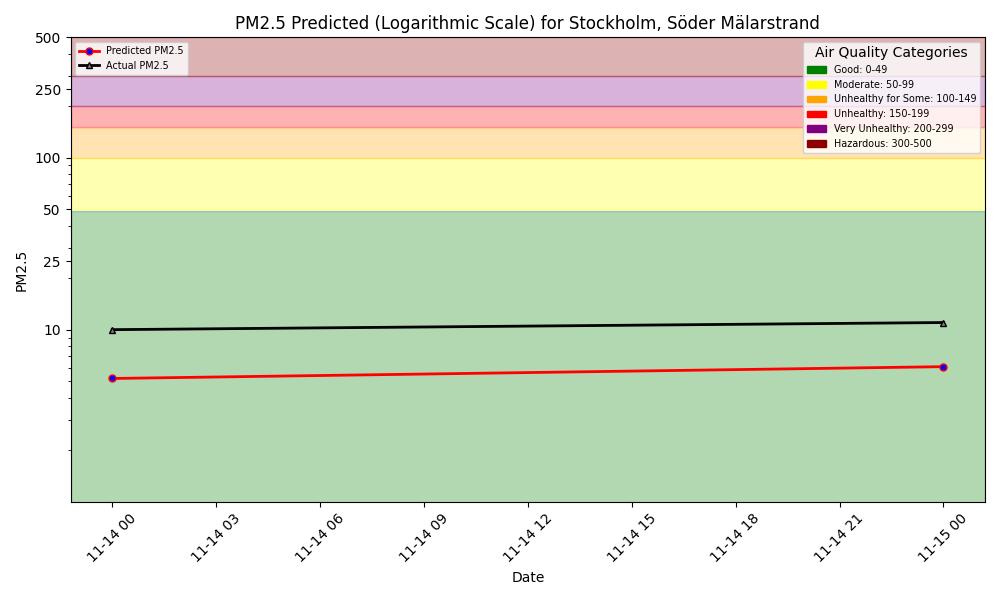 PM2.5 Predicted (Logarithmic Scale) for Stockholm, Söder Mälarstrand
Predicted PM2.5
Actual PM2.5
Air Quality Categories
Good: 0-49
Moderate: 50-99
Unhealthy for Some: 100-149
Unhealthy: 150-199
Very Unhealthy: 200-299
Hazardous: 300-500
500
250
100
50
25
10
PM2.5
11-14 00
11-14 03
11-14 06
11-14 09
11-14 12
11-14 15
11-14 18
11-14 21
11-15 00
Date